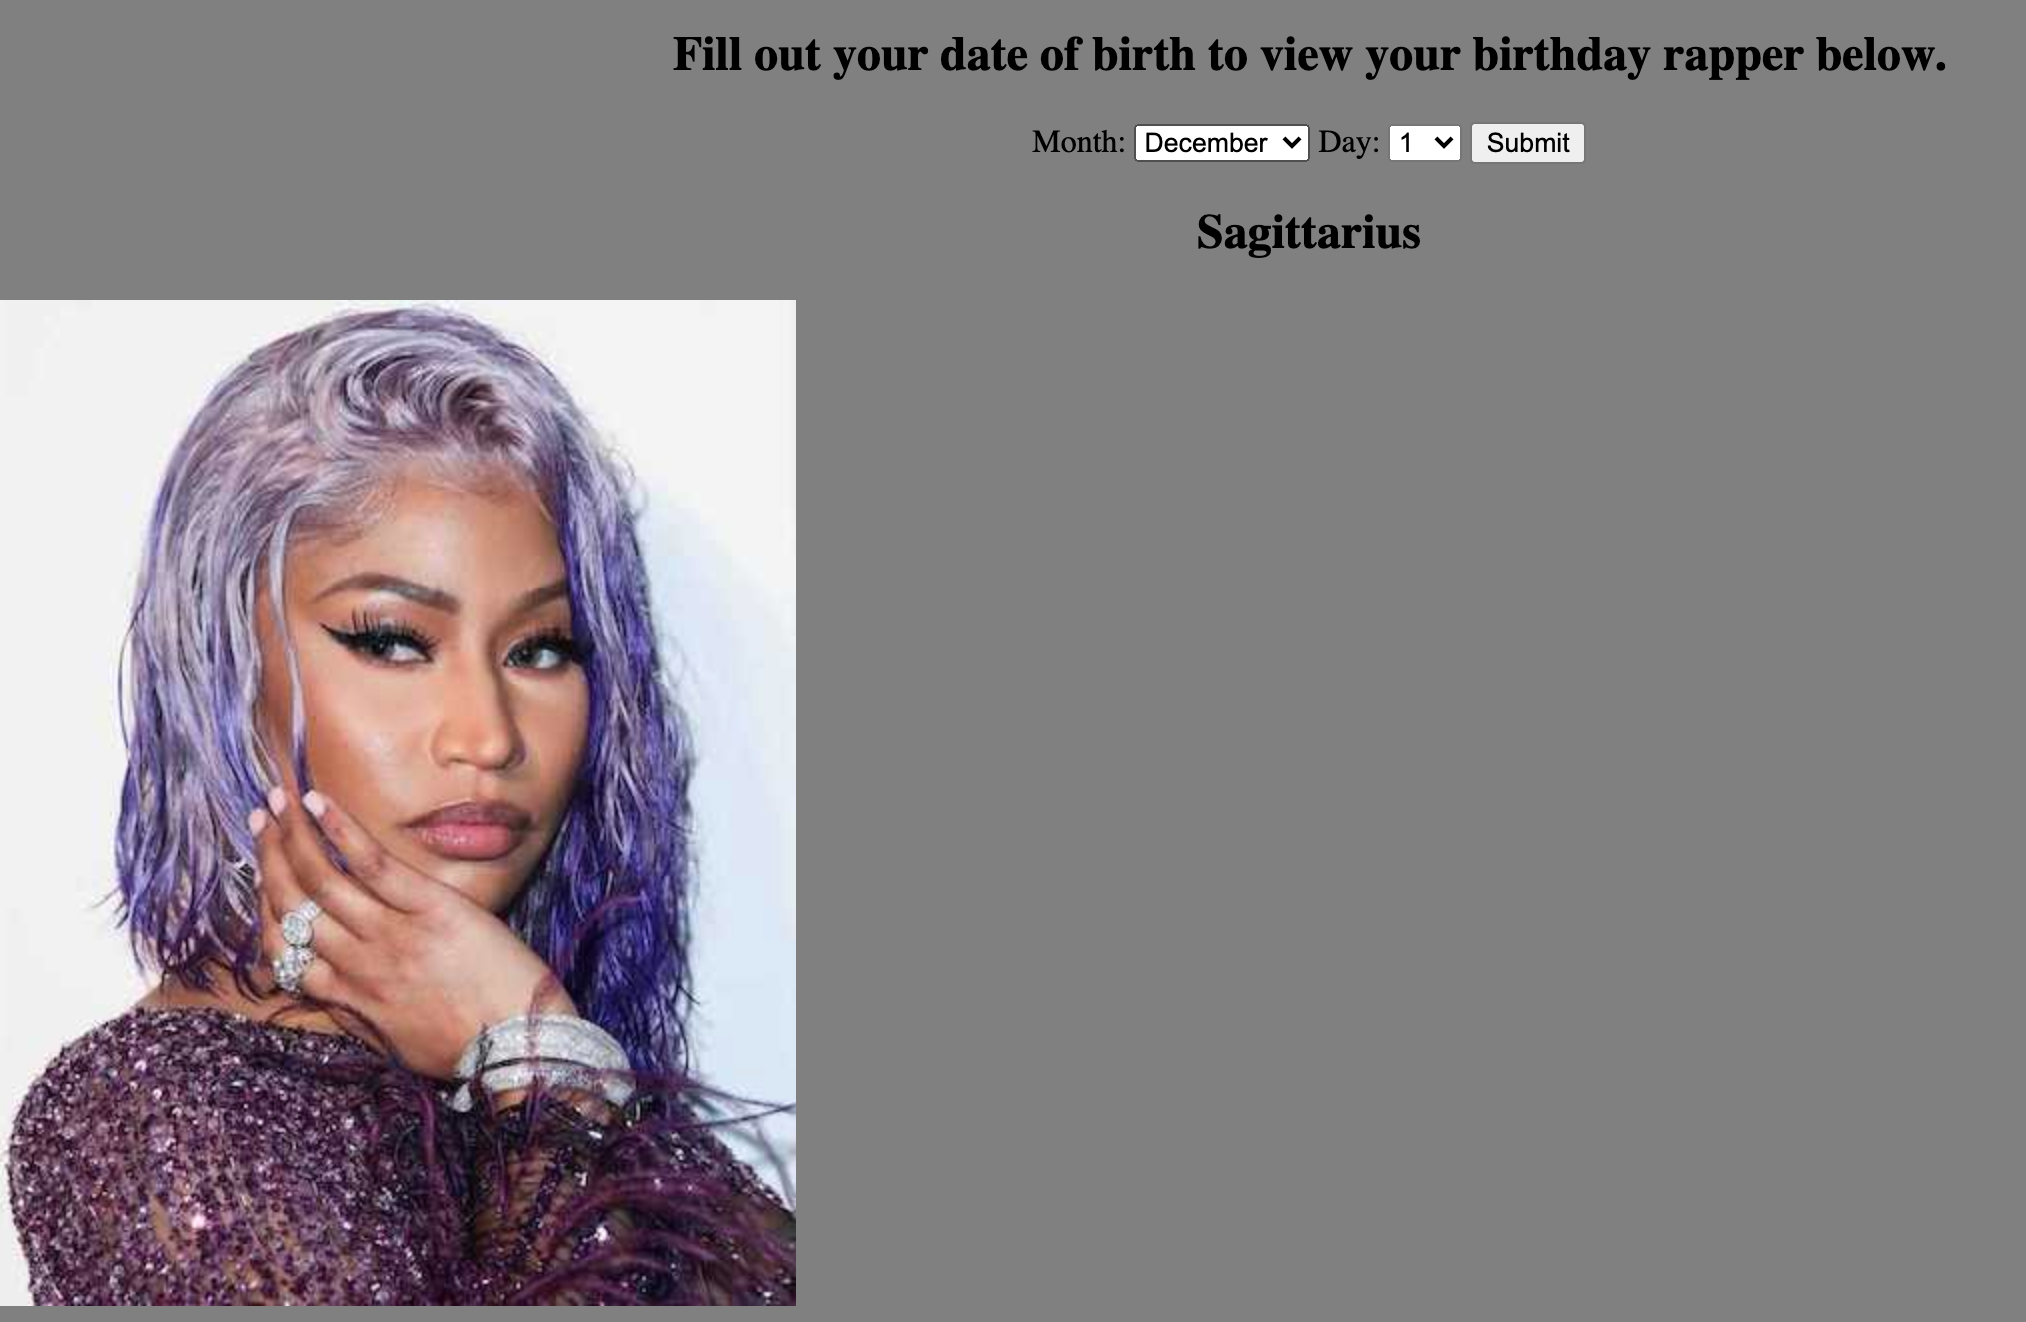 Fill out your date of birth to view your birthday rapper below.
Month: December Day: 1 Submit
Sagittarius